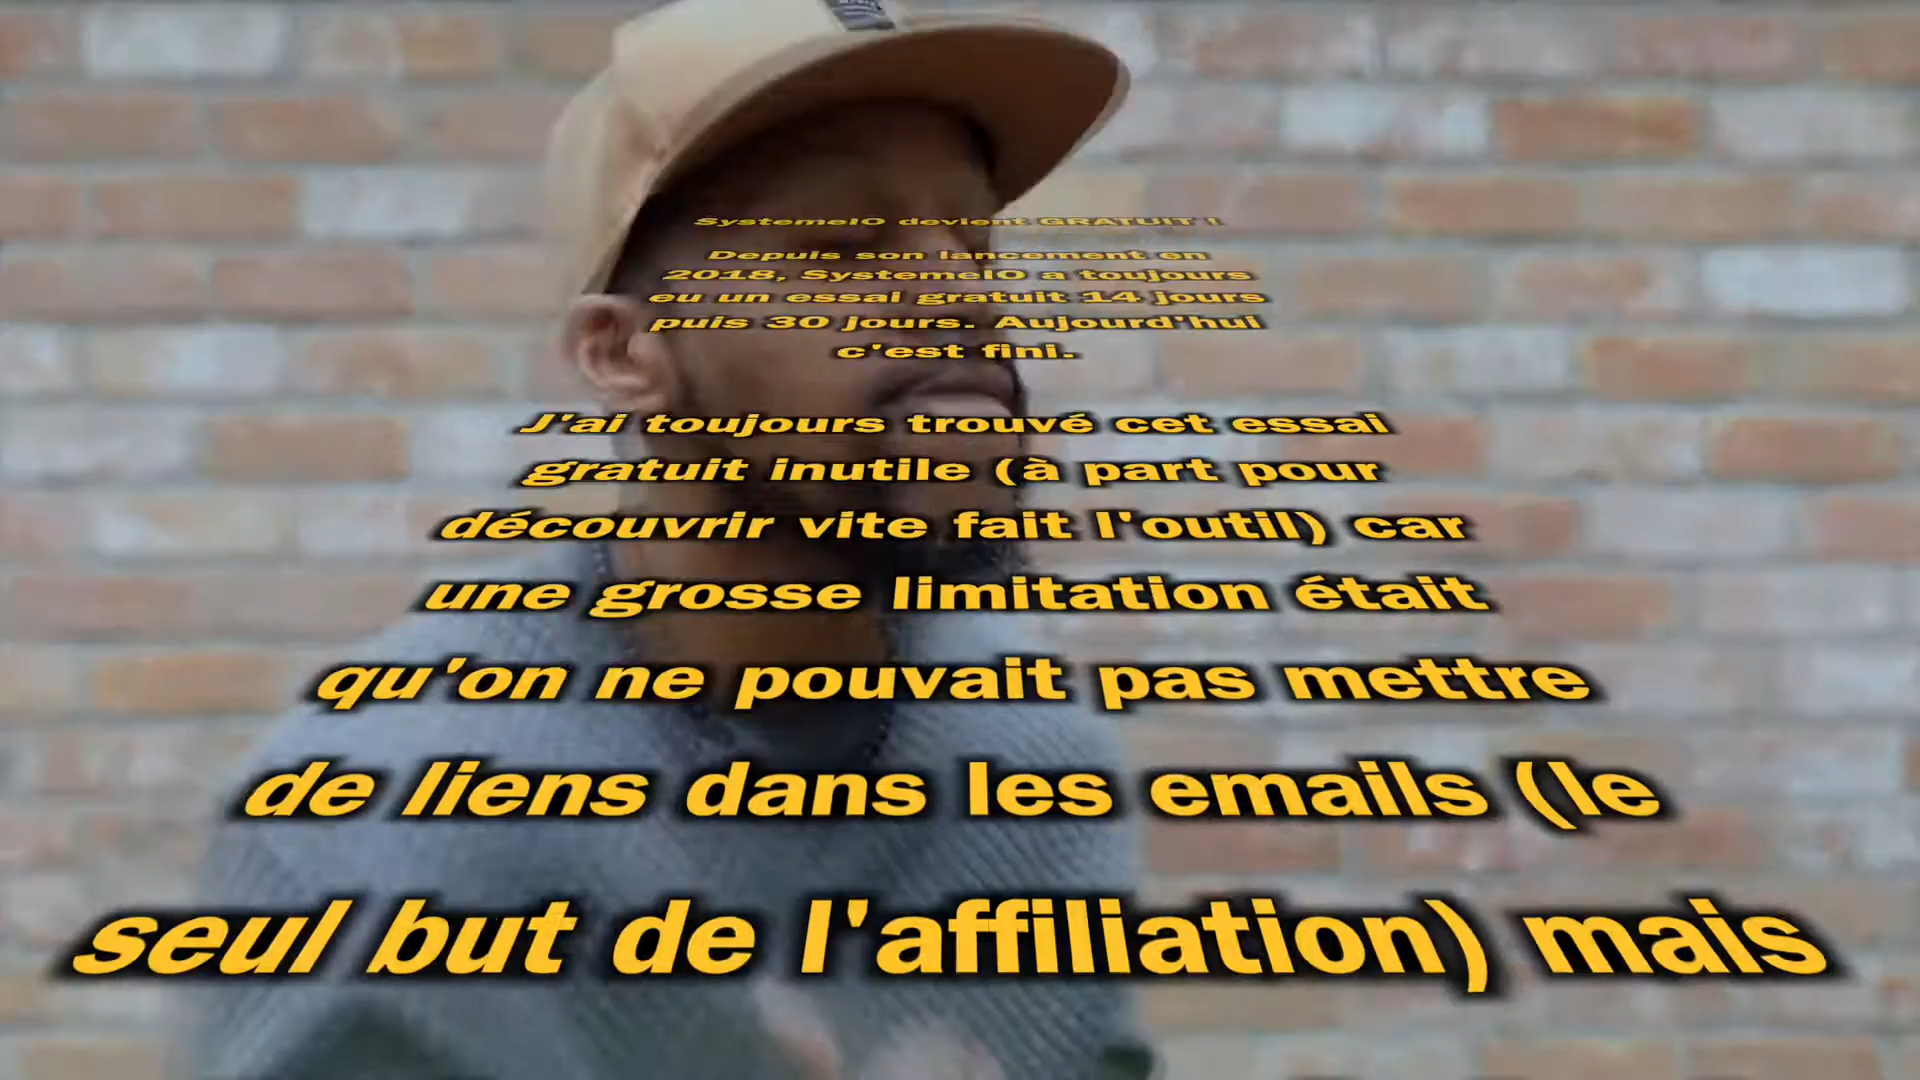 SystemeIO devient GRATUIT !
Depuis son lancement en
2018, SystemeIO a toujours
eu un essai gratuit 14 jours
puis 30 jours. Aujourd'hui
c'est fini.
J'ai toujours trouvé cet essai
gratuit inutile (à part pour
découvrir vite fait l'outil) car
une grosse limitation était
qu'on ne pouvait pas mettre
de liens dans les emails (le
seul but de l'affiliation) mais